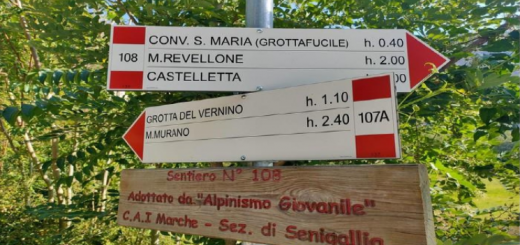 108
CONV. S. MARIA (GROTTAFUCILE) h. 0.40
M.REVELLONE h. 2.00
CASTELLETTA
GROTTA DEL VERNINO h. 1.10
M.MURANO h. 2.40
107A
Sentiero N° 108
Adottato da "Alpinismo Giovanile"
C.A.I Marche - Sez. di Senigallia